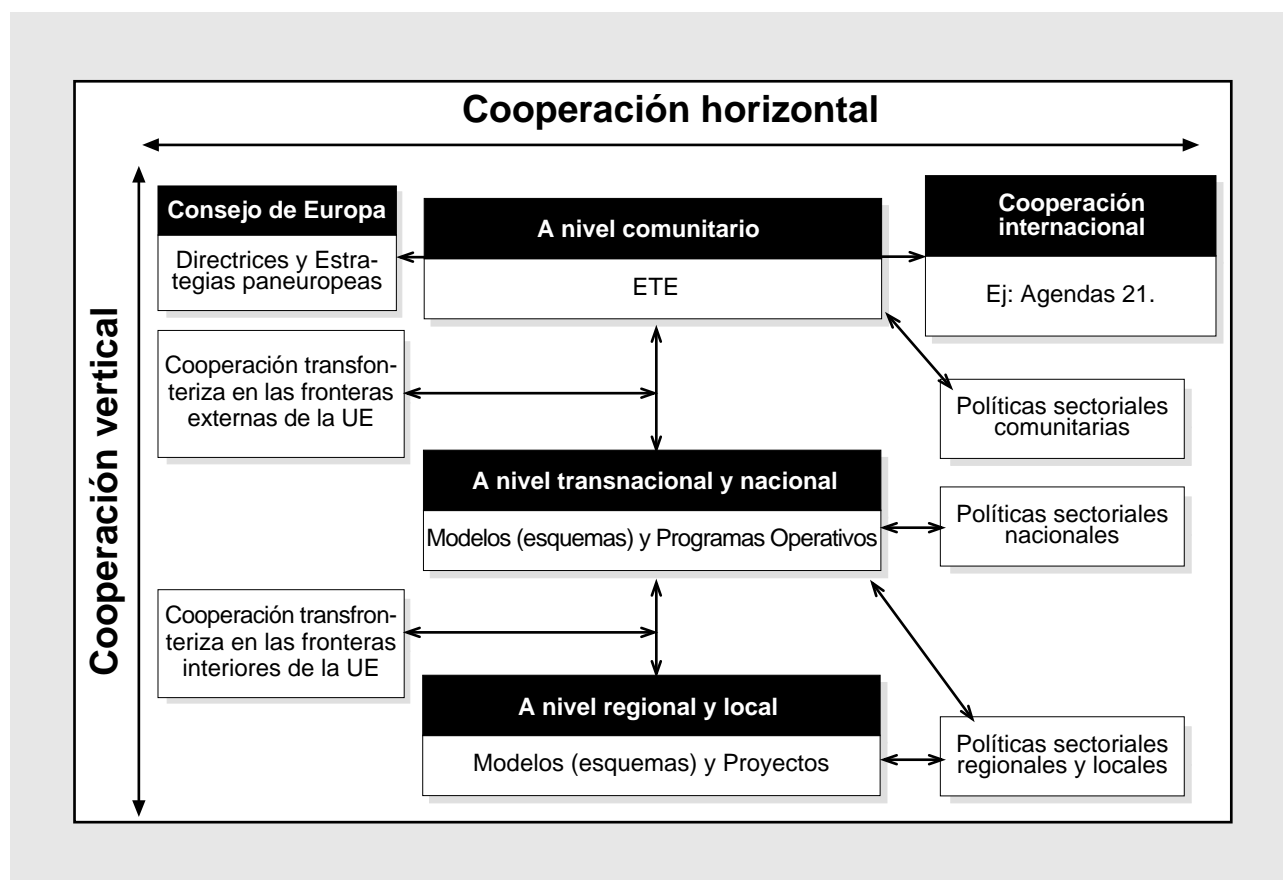 Cooperación horizontal
Cooperación vertical
Consejo de Europa
Directrices y Estra-
tegias paneuropeas
A nivel comunitario
ETE
Cooperación
internacional
Ej: Agendas 21.
Cooperación transfon-
teriza en las fronteras
externas de la UE
Políticas sectoriales
comunitarias
A nivel transnacional y nacional
Modelos (esquemas) y Programas Operativos
Políticas sectoriales
nacionales
Cooperación transfron-
teriza en las fronteras
interiores de la UE
A nivel regional y local
Modelos (esquemas) y Proyectos
Políticas sectoriales
regionales y locales